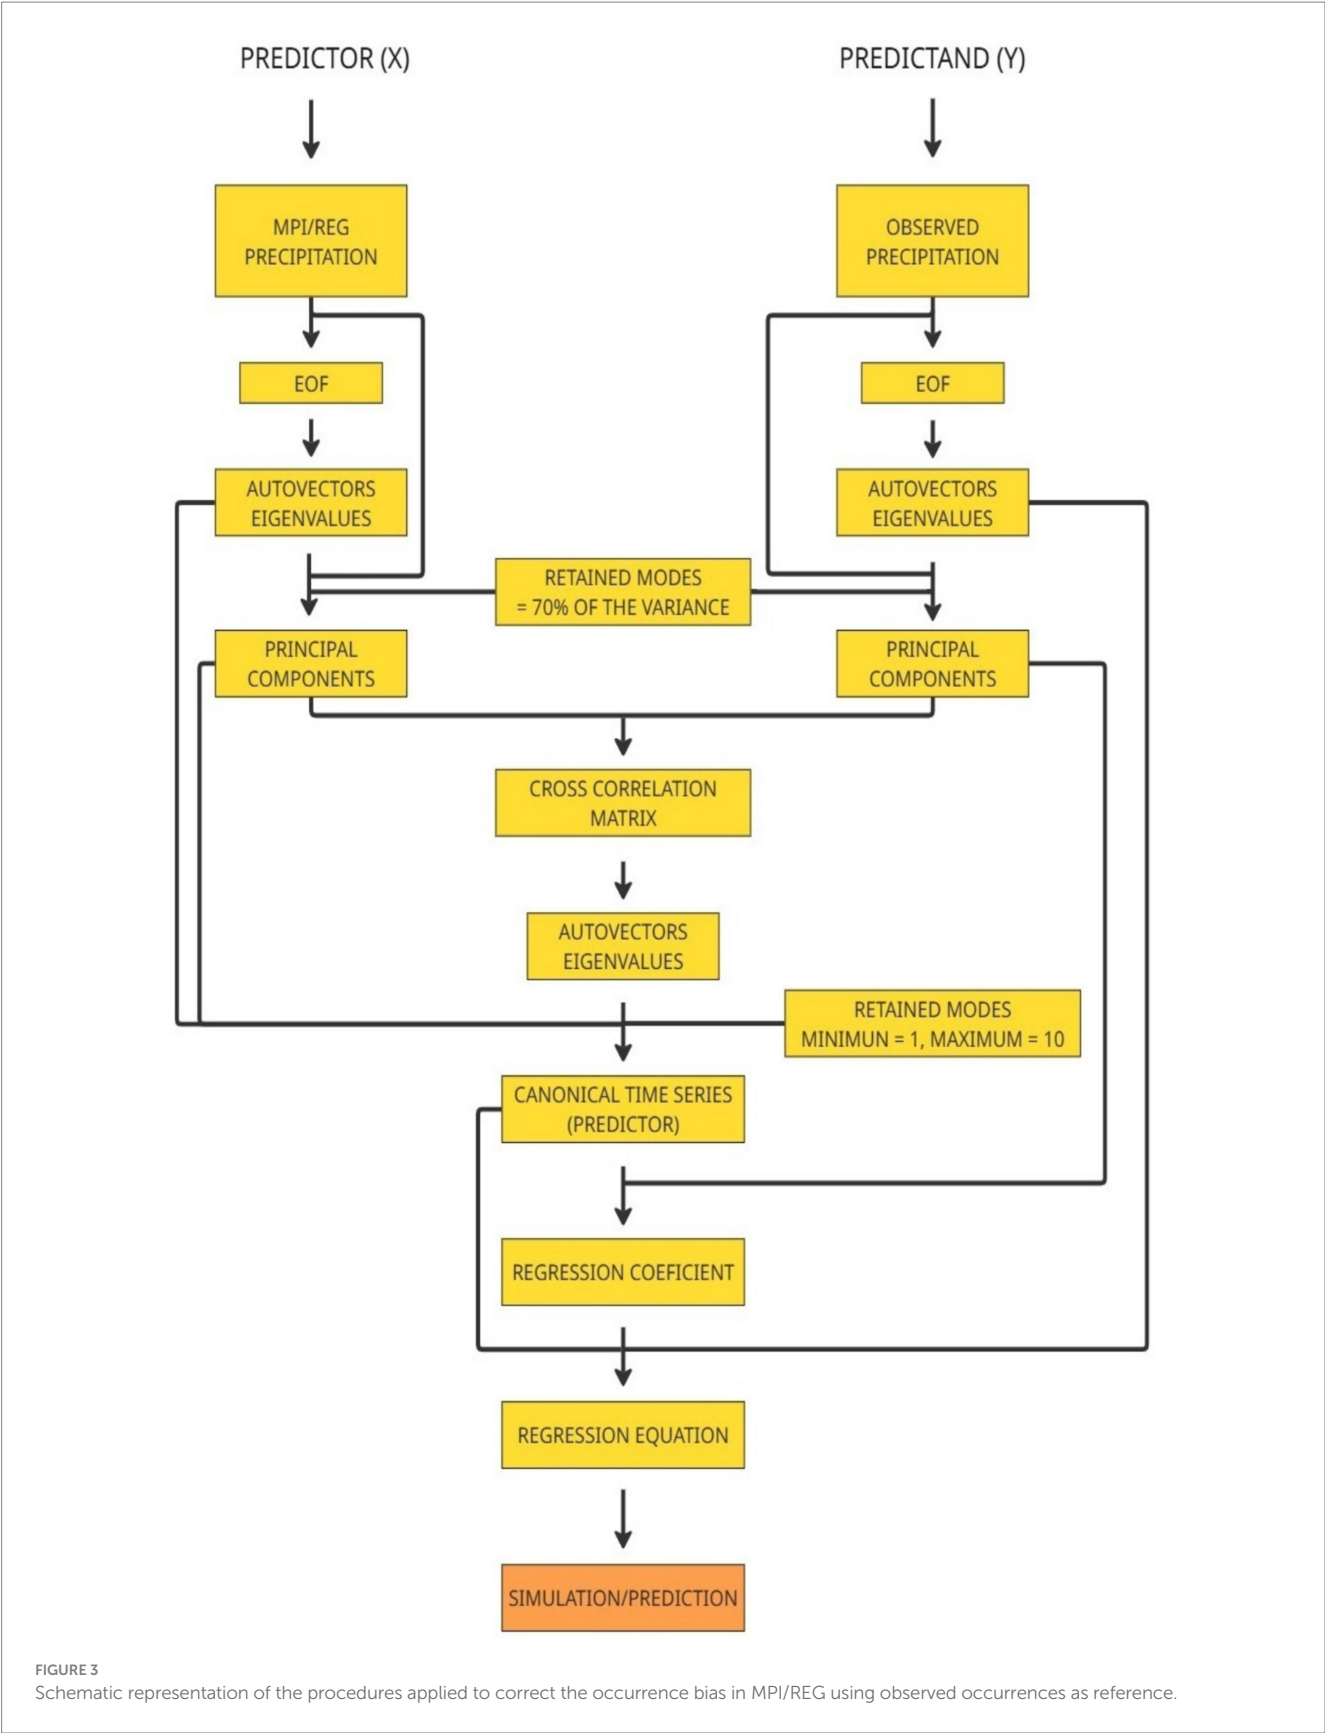 PREDICTOR (X)
PREDICTAND (Y)
MPI/REG
PRECIPITATION
OBSERVED
PRECIPITATION
EOF
EOF
AUTOVECTORS
EIGENVALUES
AUTOVECTORS
EIGENVALUES
RETAINED MODES
= 70% OF THE VARIANCE
PRINCIPAL
COMPONENTS
PRINCIPAL
COMPONENTS
CROSS CORRELATION
MATRIX
AUTOVECTORS
EIGENVALUES
RETAINED MODES
MINIMUN = 1, MAXIMUM = 10
CANONICAL TIME SERIES
(PREDICTOR)
REGRESSION COEFICIENT
REGRESSION EQUATION
SIMULATION/PREDICTION
FIGURE 3
Schematic representation of the procedures applied to correct the occurrence bias in MPI/REG using observed occurrences as reference.